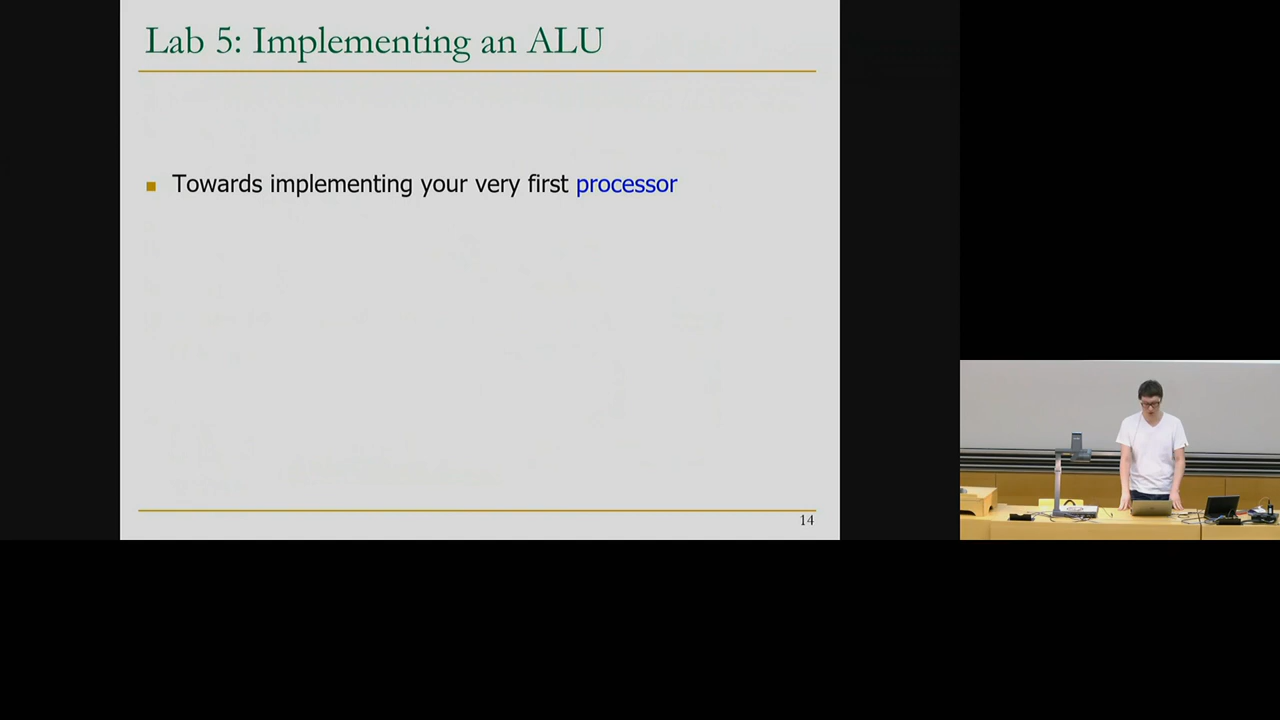 Lab 5: Implementing an ALU
Towards implementing your very first processor
14